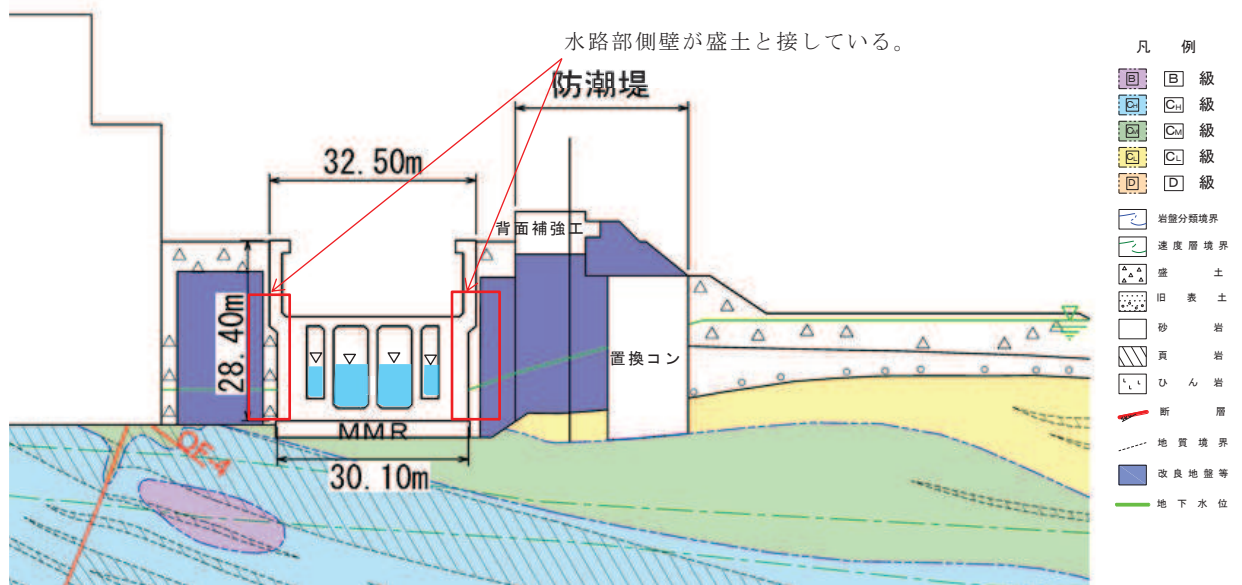 水路部側壁が盛土と接している。
防潮堤
32.50m
背面補強工
28.40m
置換コン
MMR
30.10m
OF-4
凡例
B B 級
CH CH 級
CM CM 級
CL CL 級
D D 級
岩盤分類境界
速度層境界
盛土
旧表土
砂岩
頁岩
ひん岩
断層
地質境界
改良地盤等
地下水位